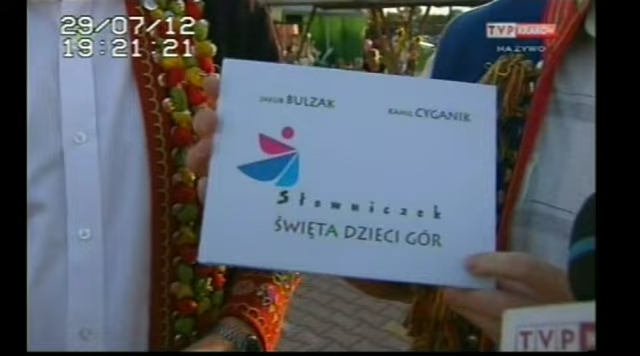 29/07/12
19:21:21
TVP KRAKÓW
NA ŻYWO
JAKUB BULZAK
KAMIL CYGANIK
Słowniczek
ŚWIĘTA DZIECI GÓR
TVP